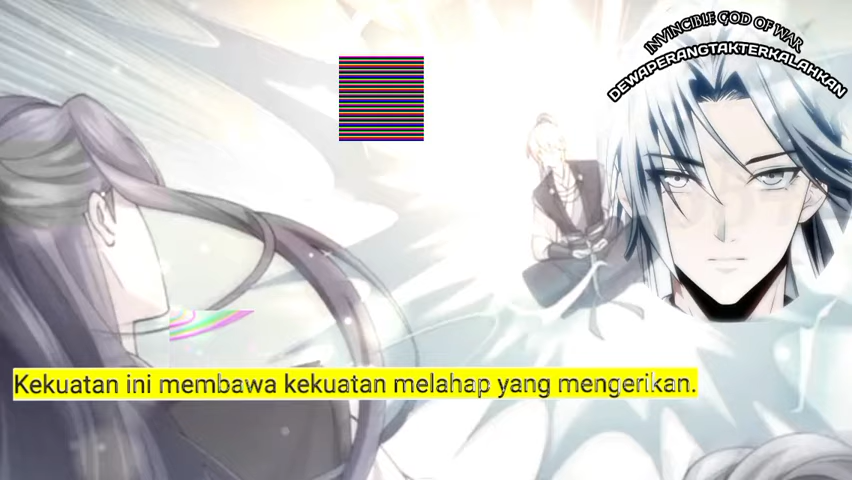 INVINCIBLE GOD OF WAR
DEWAPERANGTAKTERKALAHKAN
Kekuatan ini membawa kekuatan melahap yang mengerikan.